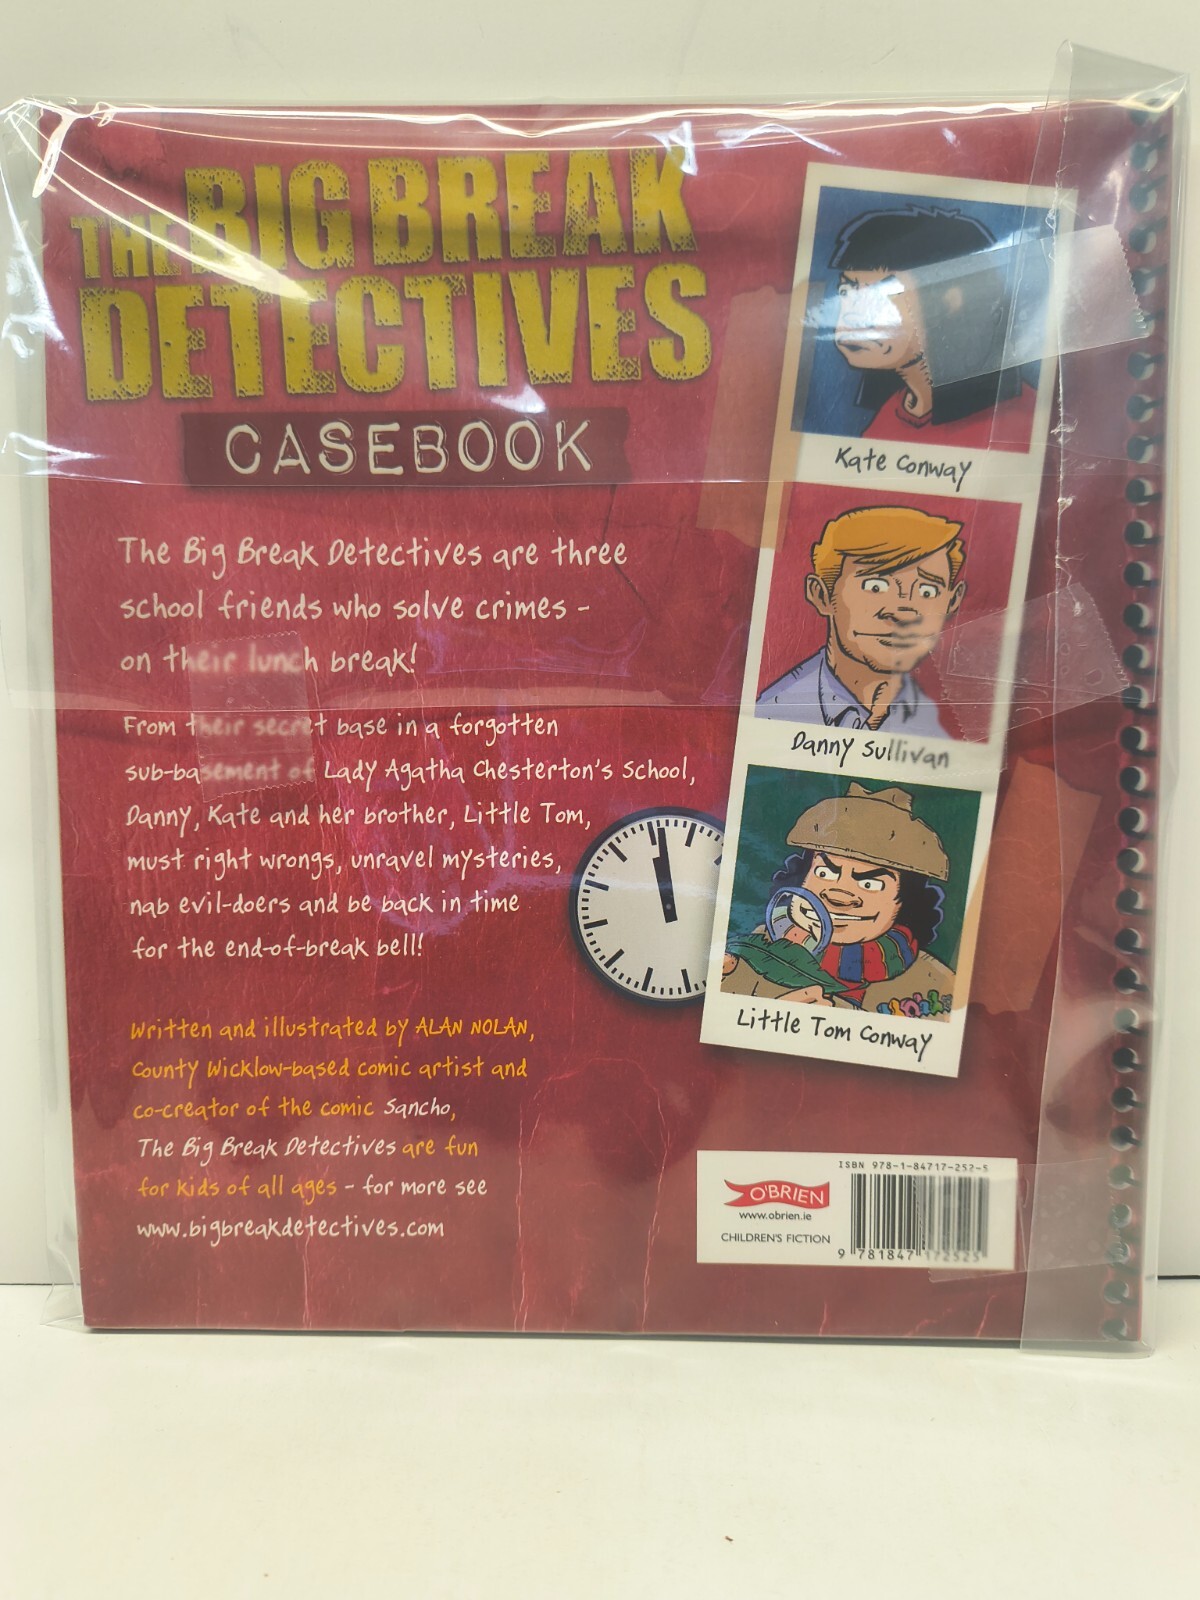 THE BIG BREAK
DETECTIVES
CASEBOOK
Kate Conway
The Big Break Detectives are three
school friends who solve crimes -
on their lunch break!
From their secret base in a forgotten
sub-basement of Lady Agatha Chesterton's School,
Danny, Kate and her brother, Little Tom,
must right wrongs, unravel mysteries,
nab evil-doers and be back in time
for the end-of-break bell!
Danny Sullivan
Little Tom Conway
Written and illustrated by ALAN NOLAN,
County Wicklow-based comic artist and
co-creator of the comic Sancho,
The Big Break Detectives are fun
for kids of all ages - for more see
www.bigbreakdetectives.com
ISBN 978-1-84717-252-5
O'BRIEN
www.obrien.ie
CHILDREN'S FICTION
9 781847 172525